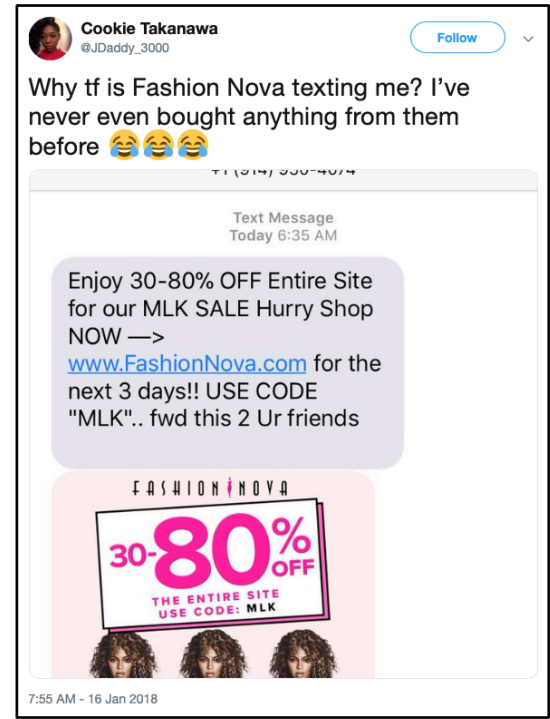 Cookie Takanawa
@JDaddy_3000
Follow
Why tf is Fashion Nova texting me? I’ve
never even bought anything from them
before 😂😂😂
Text Message
Today 6:35 AM
Enjoy 30-80% OFF Entire Site
for our MLK SALE Hurry Shop
NOW —>
www.FashionNova.com for the
next 3 days!! USE CODE
"MLK".. fwd this 2 Ur friends
FASHION NOVA
30-80% OFF
THE ENTIRE SITE
USE CODE: MLK
7:55 AM - 16 Jan 2018